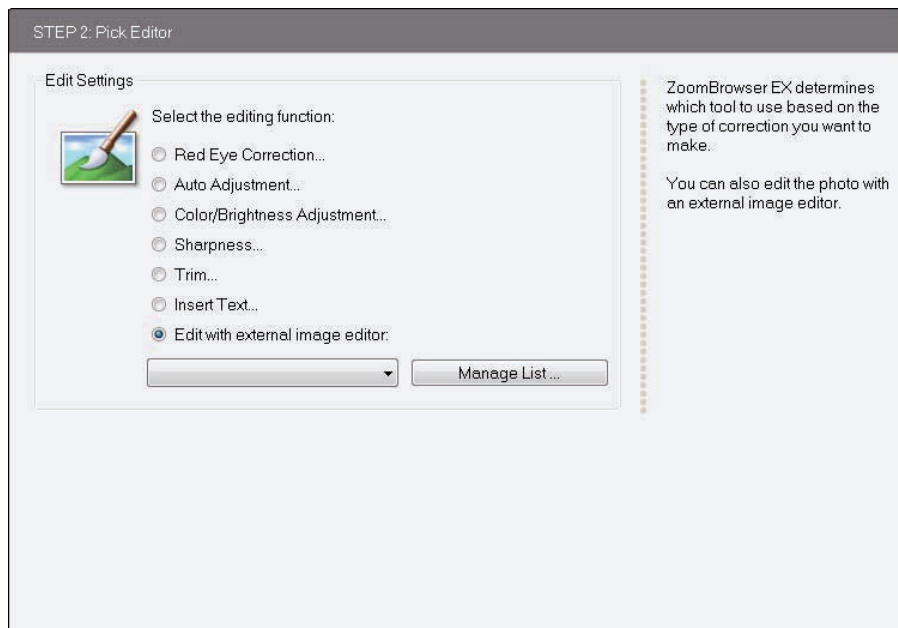 STEP 2: Pick Editor
Edit Settings
Select the editing function:
Red Eye Correction...
Auto Adjustment...
Color/Brightness Adjustment...
Sharpness...
Trim...
Insert Text...
Edit with external image editor:
Manage List ...
ZoomBrowser EX determines
which tool to use based on the
type of correction you want to
make.
You can also edit the photo with
an external image editor.